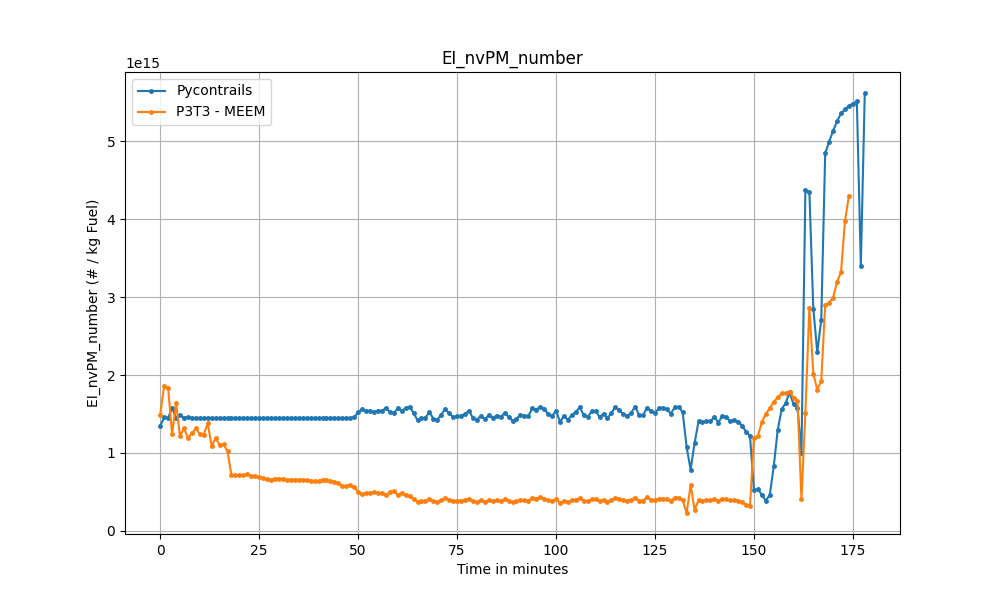 EI_nvPM_number
1e15
Pycontrails
P3T3 - MEEM
EI_nvPM_number (# / kg Fuel)
5
4
3
2
1
0
0 25 50 75 100 125 150 175
Time in minutes